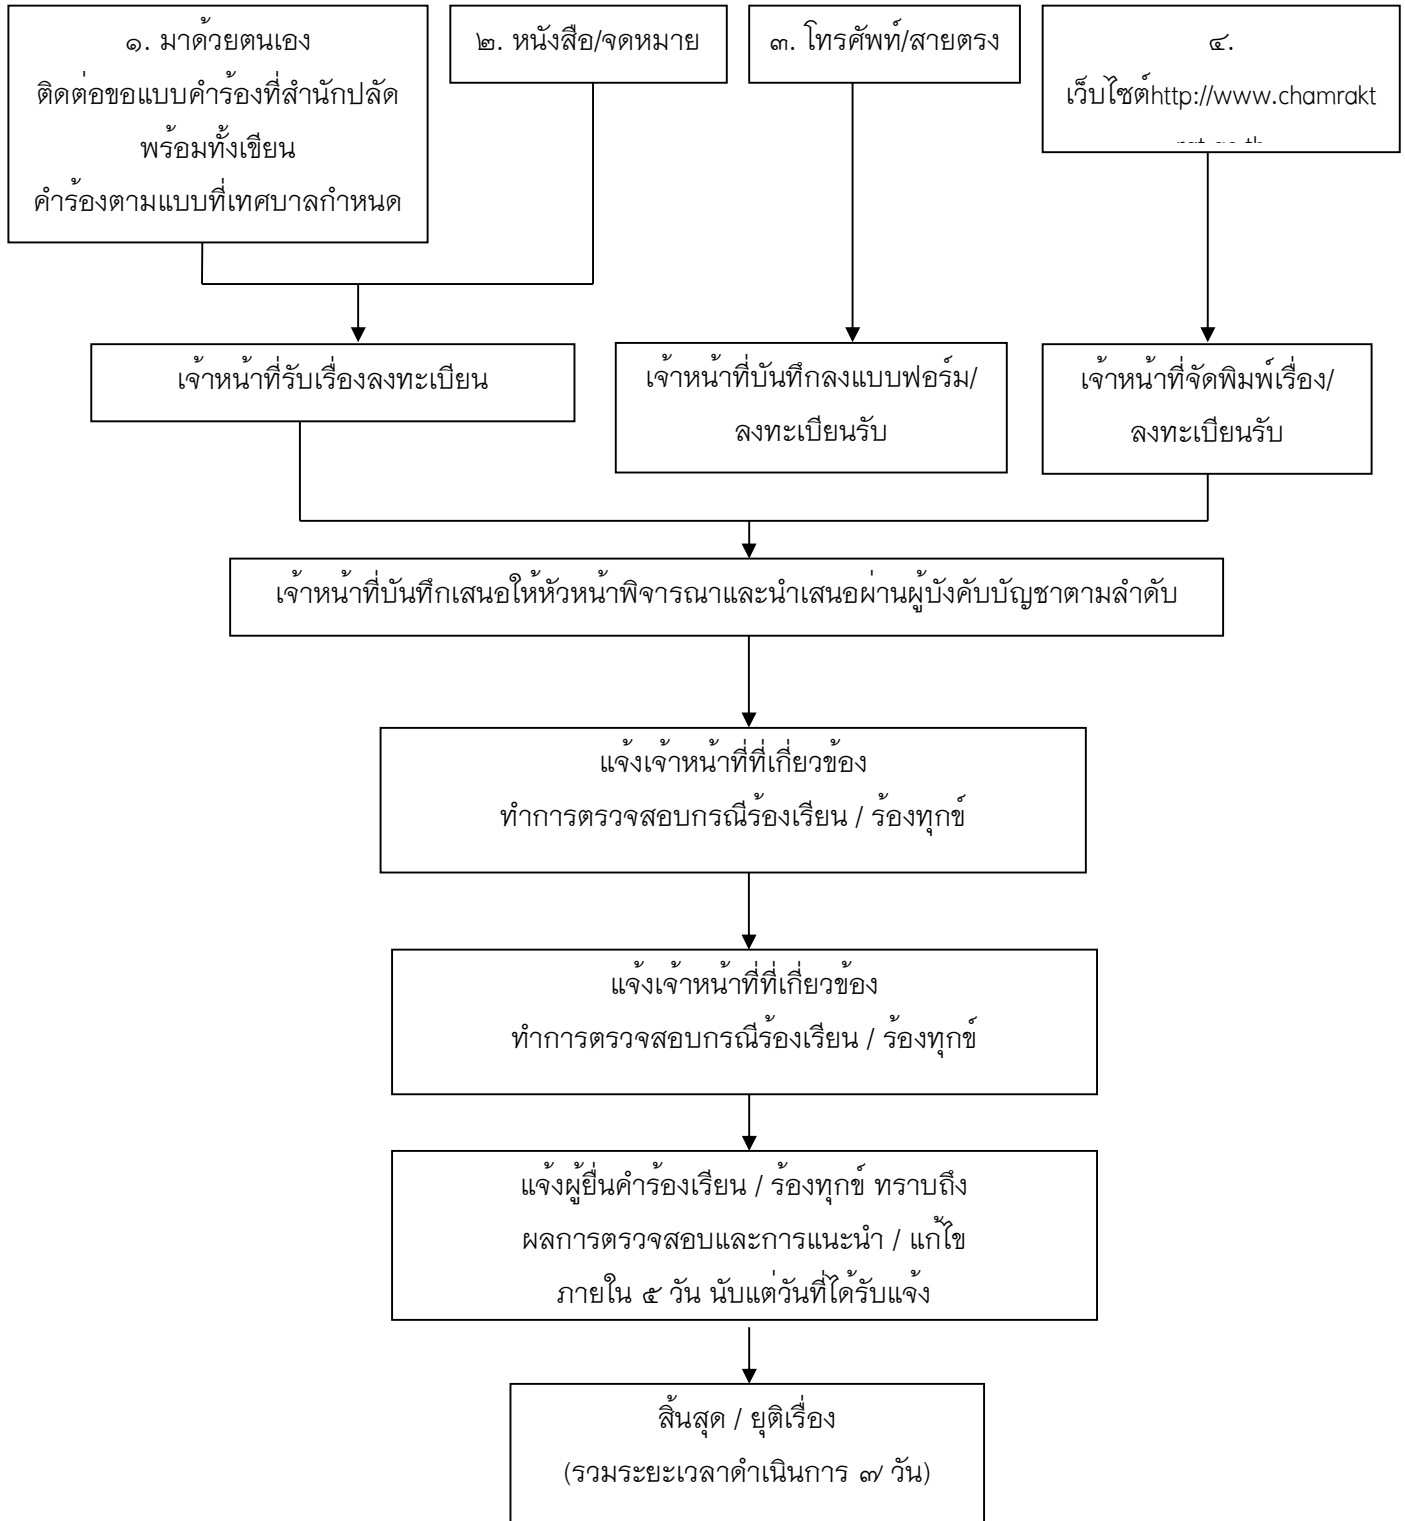 ๑. มาด้วยตนเอง
ติดต่อขอแบบคำร้องที่สำนักปลัด
พร้อมทั้งเขียน
คำร้องตามแบบที่เทศบาลกำหนด
๒. หนังสือ/จดหมาย
๓. โทรศัพท์/สายตรง
๔.
เว็บไซต์http://www.chamrakt
เจ้าหน้าที่รับเรื่องลงทะเบียน
เจ้าหน้าที่บันทึกลงแบบฟอร์ม/
ลงทะเบียนรับ
เจ้าหน้าที่จัดพิมพ์เรื่อง/
ลงทะเบียนรับ
เจ้าหน้าที่บันทึกเสนอให้หัวหน้าพิจารณาและนำเสนอผ่านผู้บังคับบัญชาตามลำดับ
แจ้งเจ้าหน้าที่ที่เกี่ยวข้อง
ทำการตรวจสอบกรณีร้องเรียน / ร้องทุกข์
แจ้งเจ้าหน้าที่ที่เกี่ยวข้อง
ทำการตรวจสอบกรณีร้องเรียน / ร้องทุกข์
แจ้งผู้ยื่นคำร้องเรียน / ร้องทุกข์ ทราบถึง
ผลการตรวจสอบและการแนะนำ / แก้ไข
ภายใน ๕ วัน นับแต่วันที่ได้รับแจ้ง
สิ้นสุด / ยุติเรื่อง
(รวมระยะเวลาดำเนินการ ๗ วัน)